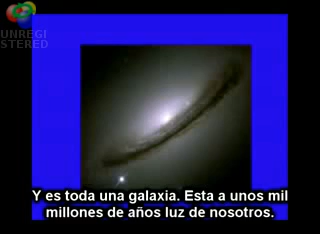 UNREGI
STERED
Y es toda una galaxia. Esta a unos mil
millones de años luz de nosotros.